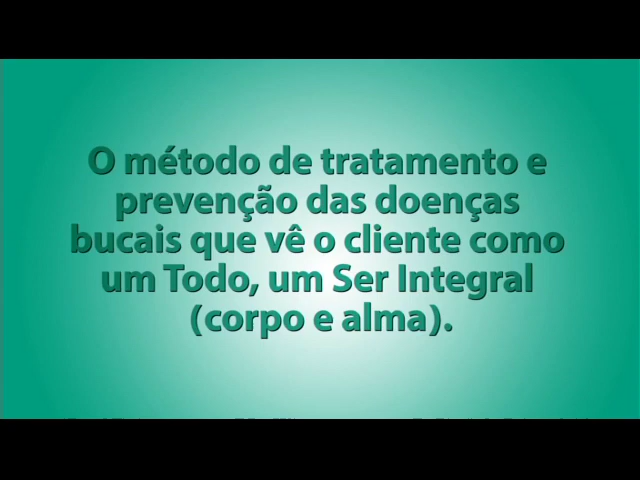 O método de tratamento e
prevenção das doenças
bucais que vê o cliente como
um Todo, um Ser Integral
(corpo e alma).